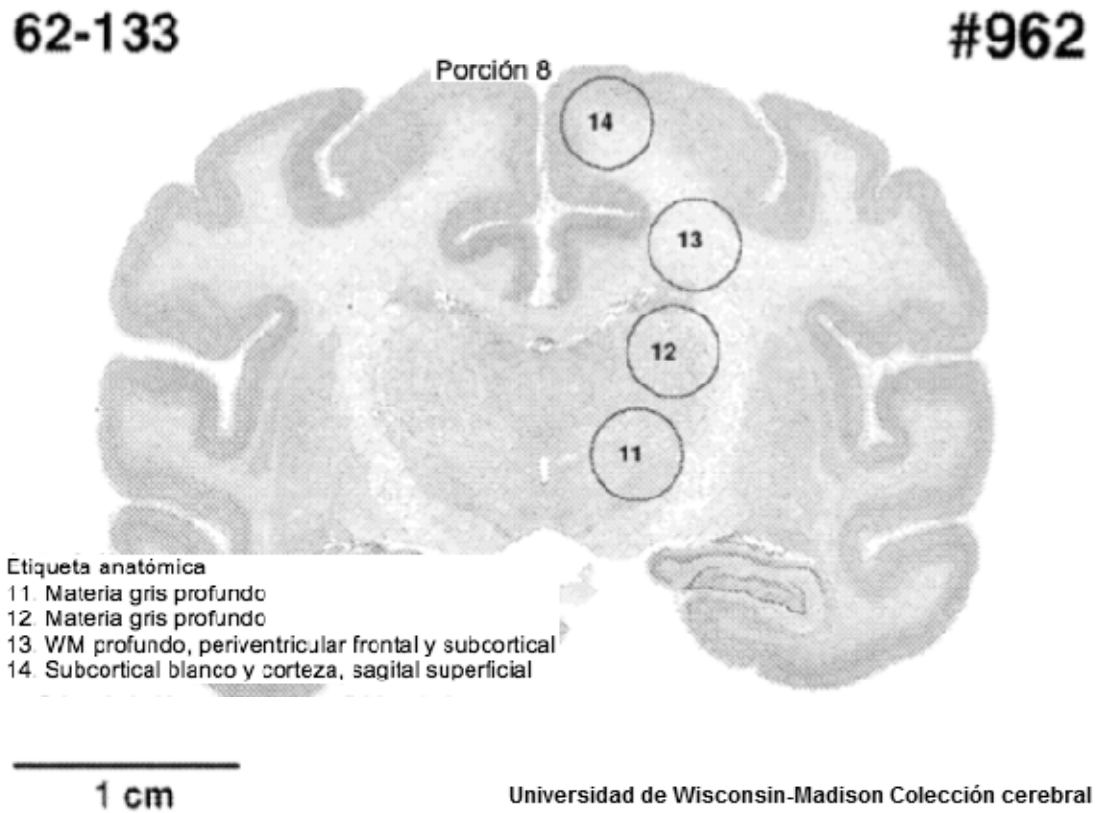 62-133
#962
Porción 8
14
13
12
11
Etiqueta anatómica
11. Materia gris profundo
12. Materia gris profundo
13. WM profundo, periventricular frontal y subcortical
14. Subcortical blanco y corteza, sagital superficial
1 cm
Universidad de Wisconsin-Madison Colección cerebral